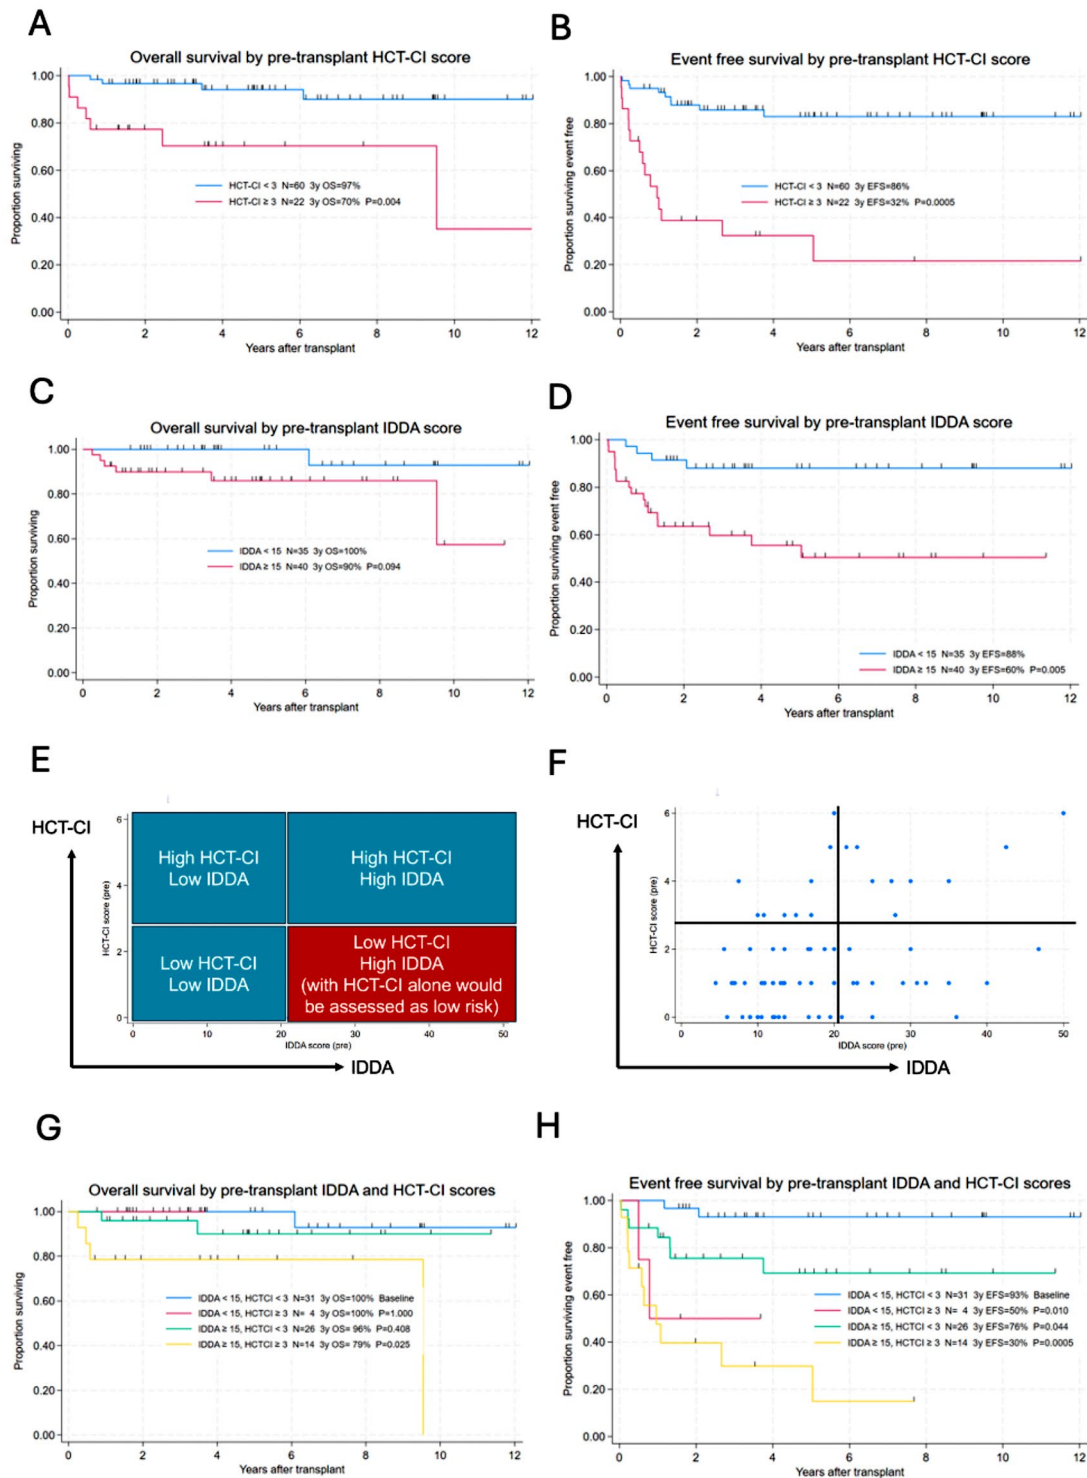 A
Overall survival by pre-transplant HCT-CI score
Proportion surviving
1.00
0.80
0.60
0.40
0.20
0.00
HCT-CI < 3 N=60 3y OS=97%
HCT-CI ≥ 3 N=22 3y OS=70% P=0.004
0 2 4 6 8 10 12
Years after transplant
B
Event free survival by pre-transplant HCT-CI score
Proportion surviving event free
1.00
0.80
0.60
0.40
0.20
0.00
HCT-CI < 3 N=60 3y EFS=86%
HCT-CI ≥ 3 N=22 3y EFS=32% P=0.0005
0 2 4 6 8 10 12
Years after transplant
C
Overall survival by pre-transplant IDDA score
Proportion surviving
1.00
0.80
0.60
0.40
0.20
0.00
IDDA < 15 N=35 3y OS=100%
IDDA ≥ 15 N=40 3y OS=90% P=0.094
0 2 4 6 8 10 12
Years after transplant
D
Event free survival by pre-transplant IDDA score
Proportion surviving event free
1.00
0.80
0.60
0.40
0.20
0.00
IDDA < 15 N=35 3y EFS=88%
IDDA ≥ 15 N=40 3y EFS=60% P=0.005
0 2 4 6 8 10 12
Years after transplant
E
HCT-CI
HCT-CI score (pre)
6
4
2
0
High HCT-CI
Low IDDA
High HCT-CI
High IDDA
Low HCT-CI
Low IDDA
Low HCT-CI
High IDDA
(with HCT-CI alone would
be assessed as low risk)
0 10 20 30 40 50
IDDA score (pre)
IDDA
F
HCT-CI
HCT-CI score (pre)
6
4
2
0
0 10 20 30 40 50
IDDA score (pre)
IDDA
G
Overall survival by pre-transplant IDDA and HCT-CI scores
Proportion surviving
1.00
0.80
0.60
0.40
0.20
0.00
IDDA < 15, HCTCI < 3 N=31 3y OS=100% Baseline
IDDA < 15, HCTCI ≥ 3 N= 4 3y OS=100% P=1.000
IDDA ≥ 15, HCTCI < 3 N=26 3y OS= 96% P=0.408
IDDA ≥ 15, HCTCI ≥ 3 N=14 3y OS= 79% P=0.025
0 2 4 6 8 10 12
Years after transplant
H
Event free survival by pre-transplant IDDA and HCT-CI scores
Proportion surviving event free
1.00
0.80
0.60
0.40
0.20
0.00
IDDA < 15, HCTCI < 3 N=31 3y EFS=93% Baseline
IDDA < 15, HCTCI ≥ 3 N= 4 3y EFS=50% P=0.010
IDDA ≥ 15, HCTCI < 3 N=26 3y EFS=76% P=0.044
IDDA ≥ 15, HCTCI ≥ 3 N=14 3y EFS=30% P=0.0005
0 2 4 6 8 10 12
Years after transplant